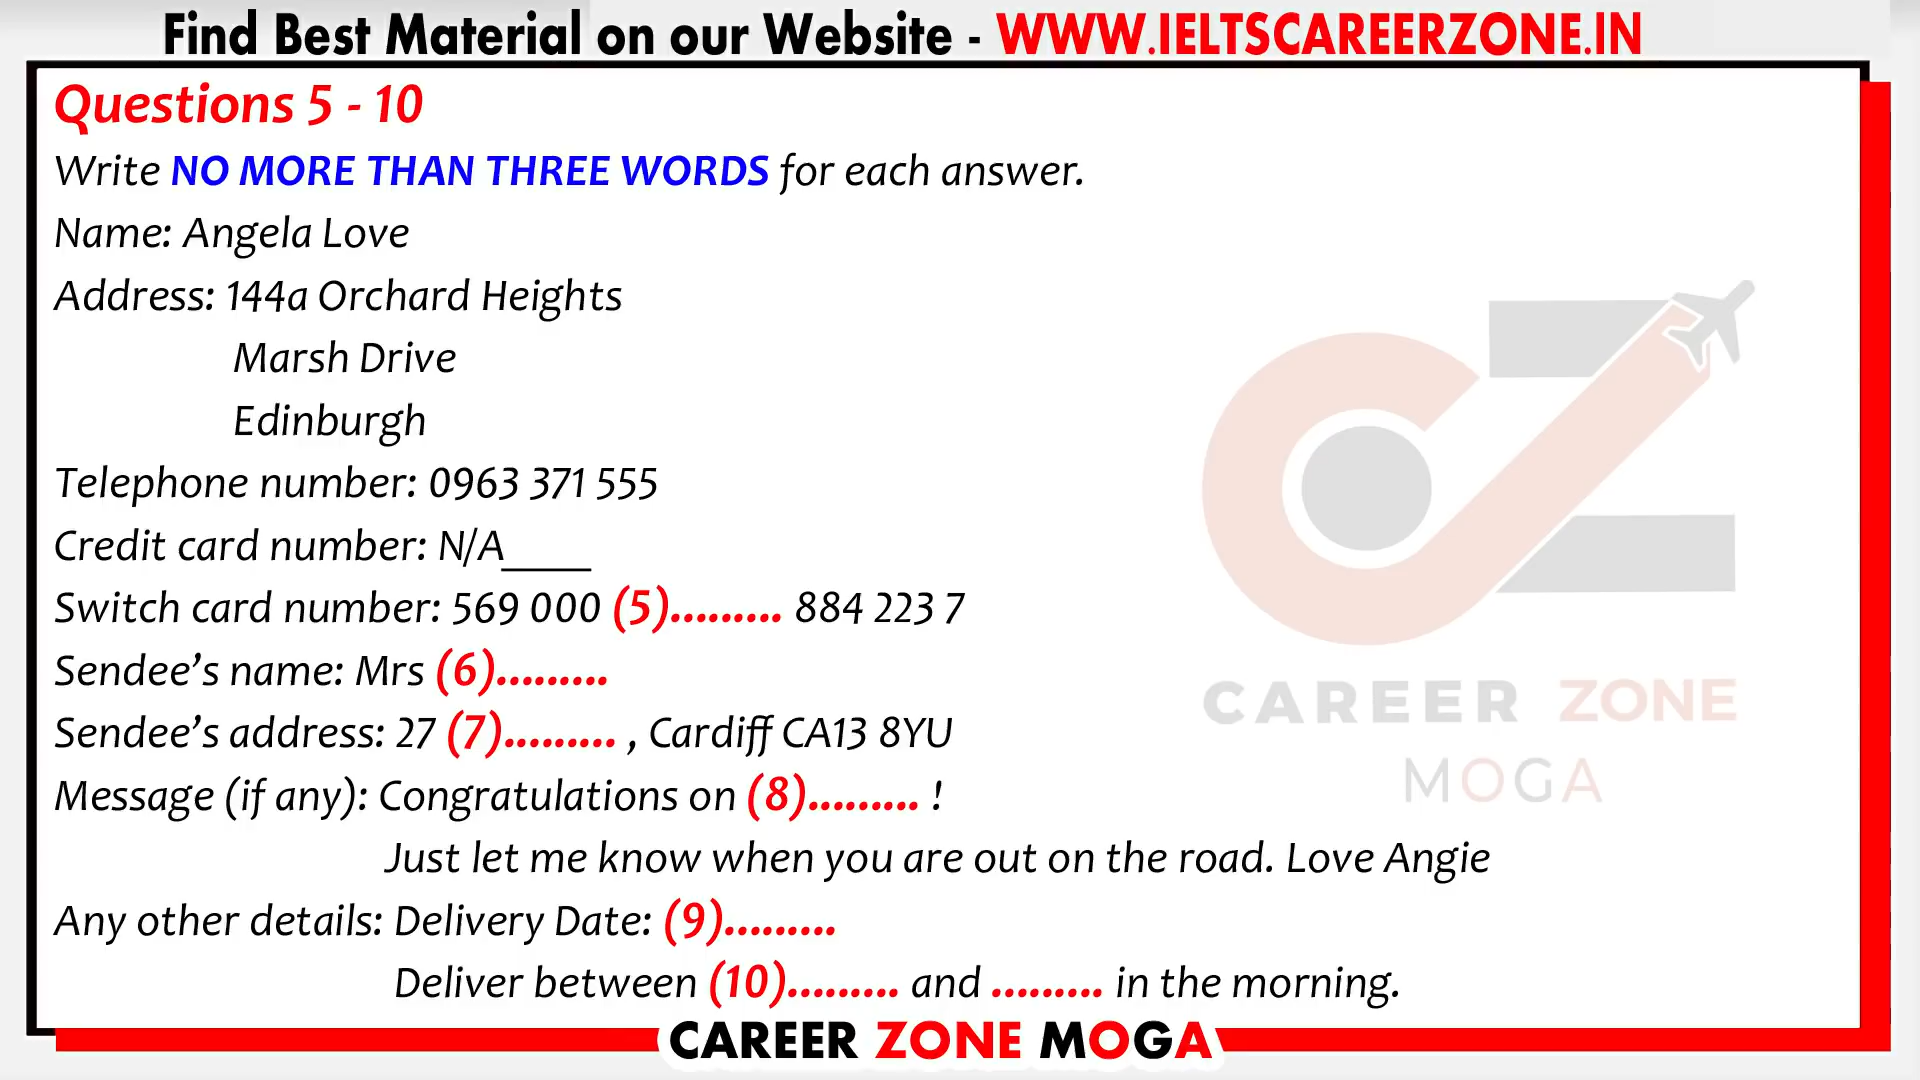 Find Best Material on our Website - WWW.IELTSCAREERZONE.IN
Questions 5 - 10
Write NO MORE THAN THREE WORDS for each answer.
Name: Angela Love
Address: 144a Orchard Heights
Marsh Drive
Edinburgh
Telephone number: 0963 371 555
Credit card number: N/A____
Switch card number: 569 000 (5)......... 884 223 7
Sendee's name: Mrs (6).........
Sendee's address: 27 (7)......... , Cardiff CA13 8YU
Message (if any): Congratulations on (8)......... !
Just let me know when you are out on the road. Love Angie
Any other details: Delivery Date: (9).........
Deliver between (10)......... and ......... in the morning.
CAREER ZONE
MOGA
CAREER ZONE MOGA